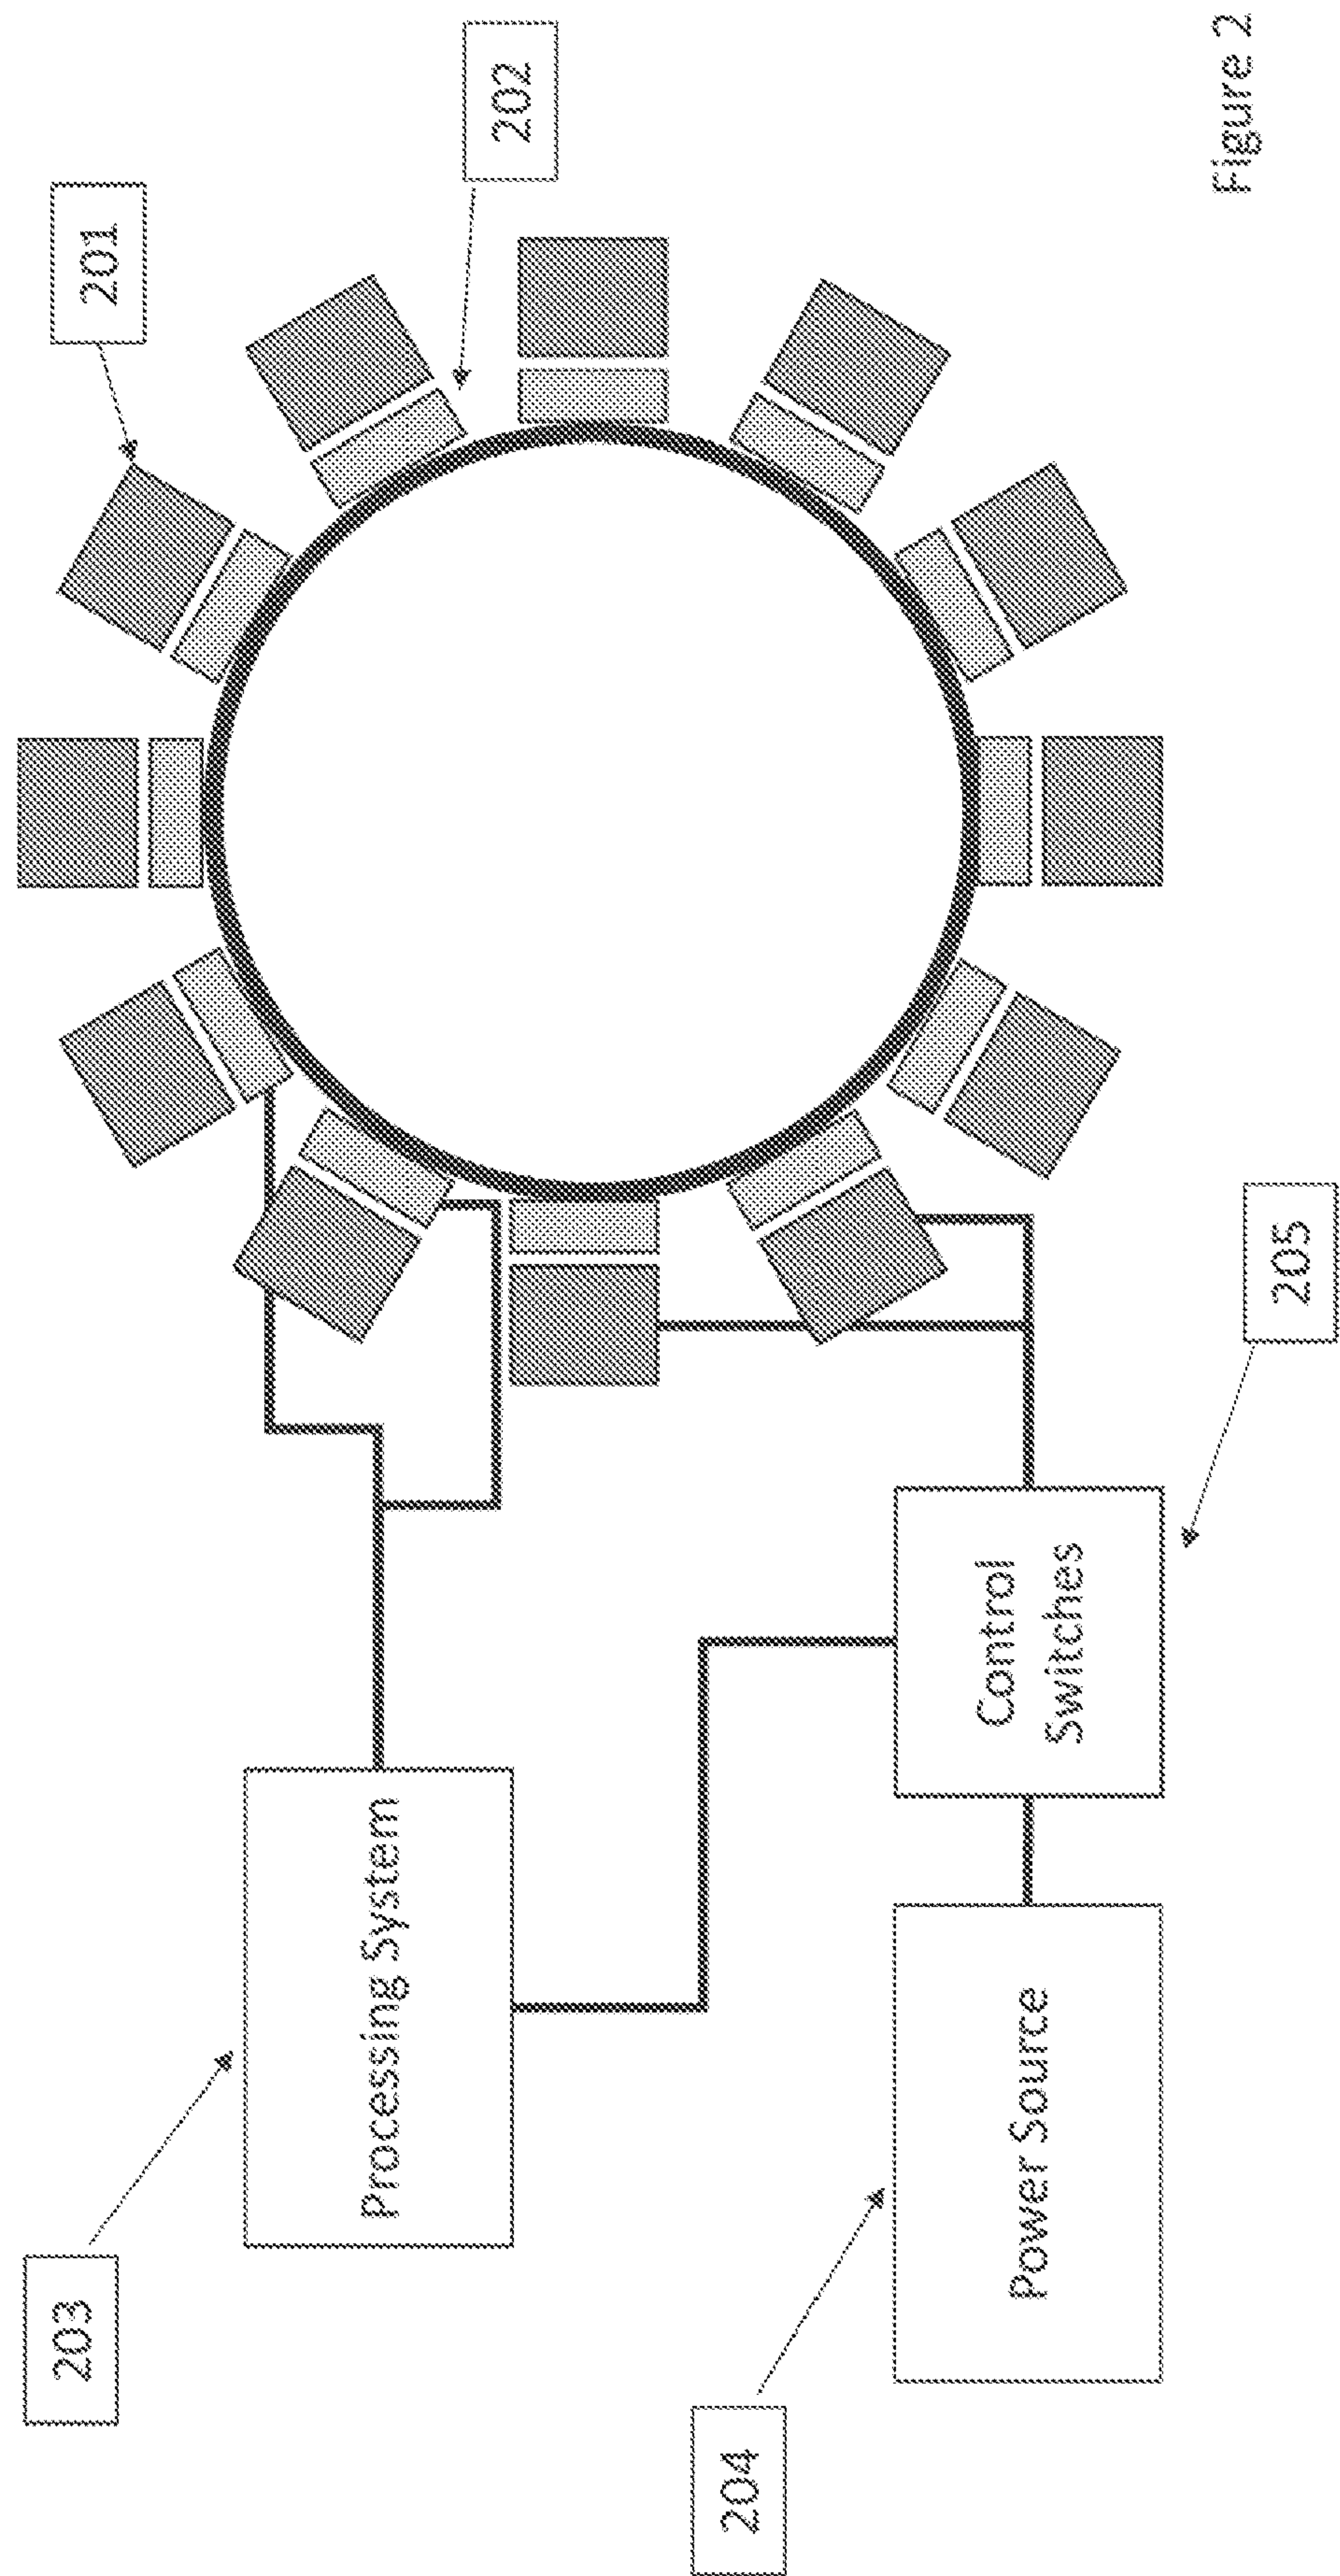 203
Processing System
201
202
204
Power Source
Control
Switches
205
Figure 2